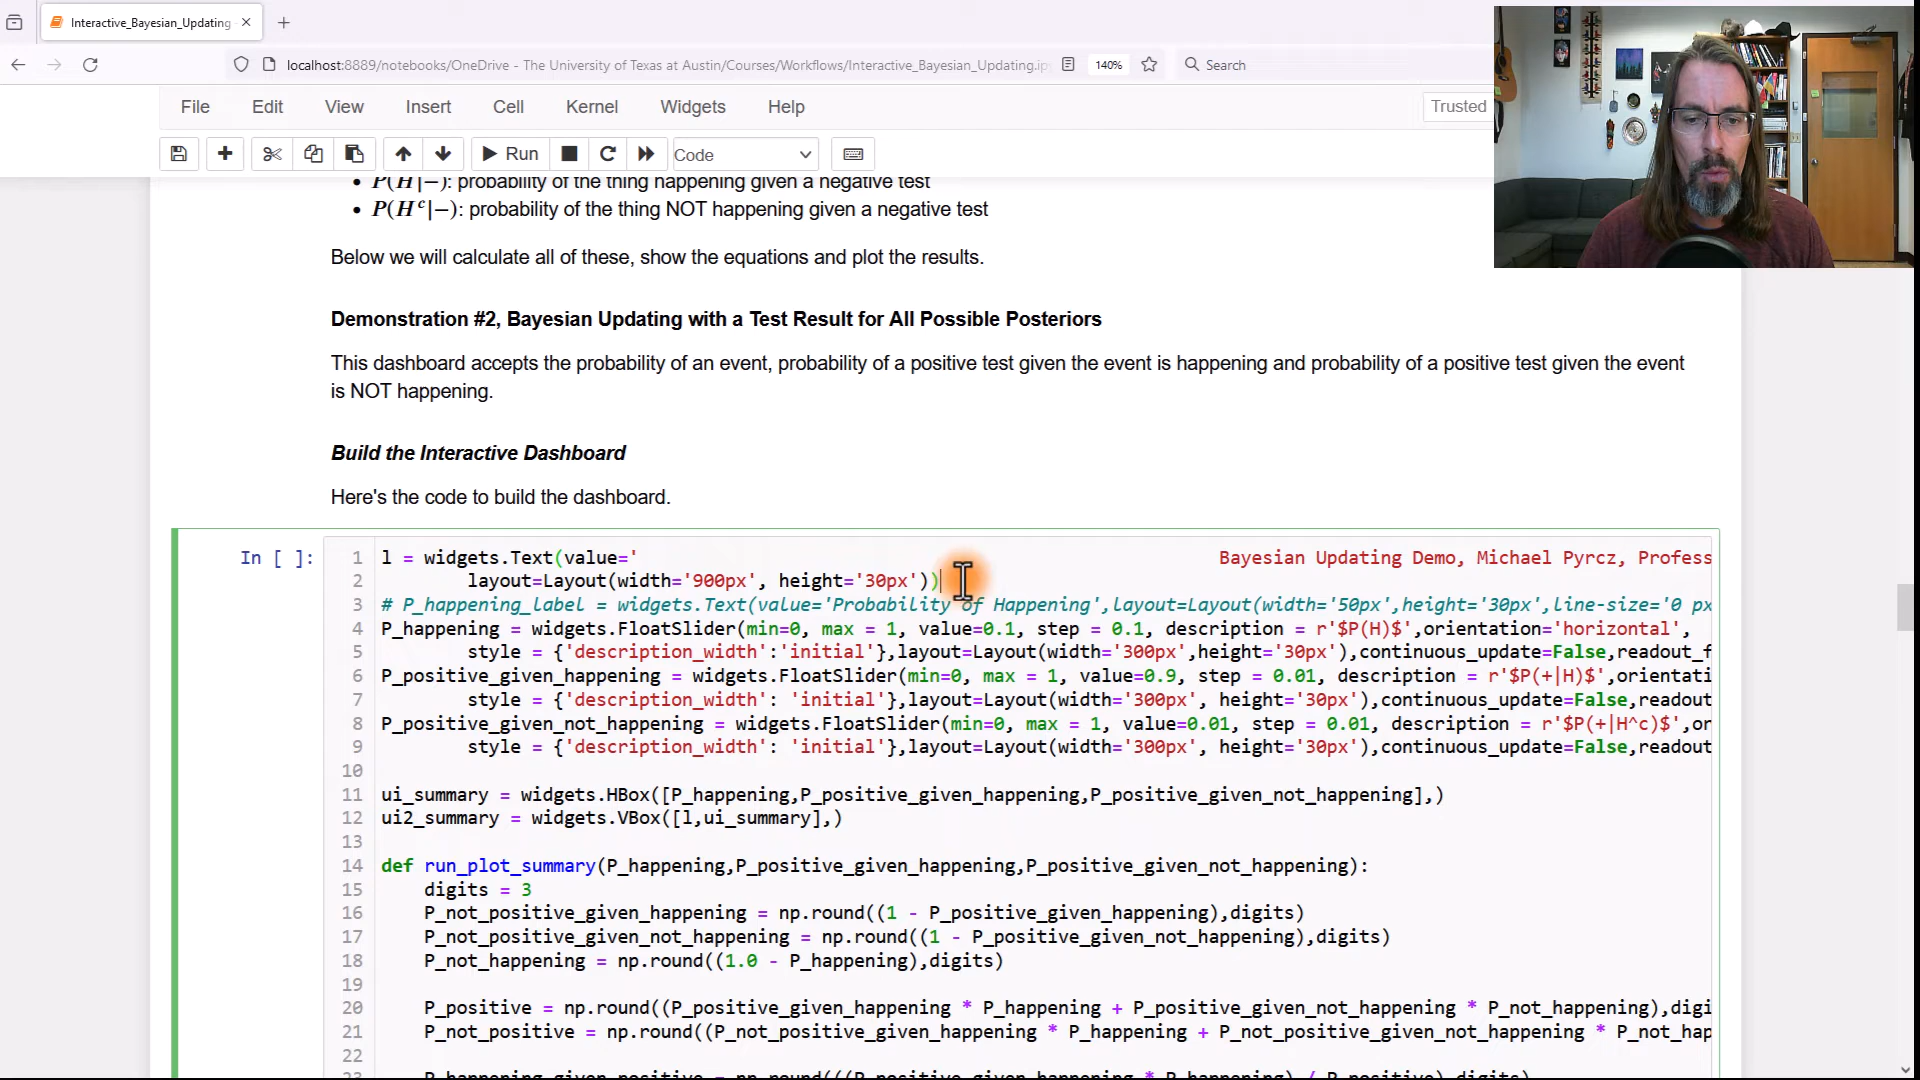 Interactive_Bayesian_Updating
localhost:8889/notebooks/OneDrive - The University of Texas at Austin/Courses/Workflows/Interactive_Bayesian_Updating.ipy
140%
Search
File Edit View Insert Cell Kernel Widgets Help
Trusted
Run
Code
• P(H|−): probability of the thing happening given a negative test
• P(Hᶜ|−): probability of the thing NOT happening given a negative test
Below we will calculate all of these, show the equations and plot the results.
Demonstration #2, Bayesian Updating with a Test Result for All Possible Posteriors
This dashboard accepts the probability of an event, probability of a positive test given the event is happening and probability of a positive test given the event
is NOT happening.
Build the Interactive Dashboard
Here's the code to build the dashboard.
In [ ]:
1 l = widgets.Text(value=' Bayesian Updating Demo, Michael Pyrcz, Profess
2 layout=Layout(width='900px', height='30px'))
3 # P_happening_label = widgets.Text(value='Probability of Happening',layout=Layout(width='50px',height='30px',line-size='0 px
4 P_happening = widgets.FloatSlider(min=0, max = 1, value=0.1, step = 0.1, description = r'$P(H)$',orientation='horizontal',
5 style = {'description_width':'initial'},layout=Layout(width='300px',height='30px'),continuous_update=False,readout_f
6 P_positive_given_happening = widgets.FloatSlider(min=0, max = 1, value=0.9, step = 0.01, description = r'$P(+|H)$',orientati
7 style = {'description_width': 'initial'},layout=Layout(width='300px', height='30px'),continuous_update=False,readout
8 P_positive_given_not_happening = widgets.FloatSlider(min=0, max = 1, value=0.01, step = 0.01, description = r'$P(+|H^c)$',or
9 style = {'description_width': 'initial'},layout=Layout(width='300px', height='30px'),continuous_update=False,readout
10
11 ui_summary = widgets.HBox([P_happening,P_positive_given_happening,P_positive_given_not_happening],)
12 ui2_summary = widgets.VBox([l,ui_summary],)
13
14 def run_plot_summary(P_happening,P_positive_given_happening,P_positive_given_not_happening):
15 digits = 3
16 P_not_positive_given_happening = np.round((1 - P_positive_given_happening),digits)
17 P_not_positive_given_not_happening = np.round((1 - P_positive_given_not_happening),digits)
18 P_not_happening = np.round((1.0 - P_happening),digits)
19
20 P_positive = np.round((P_positive_given_happening * P_happening + P_positive_given_not_happening * P_not_happening),digi
21 P_not_positive = np.round((P_not_positive_given_happening * P_happening + P_not_positive_given_not_happening * P_not_hap
22
23 P_happening_given_positive = np.round(((P_positive_given_happening * P_happening) / P_positive),digits)